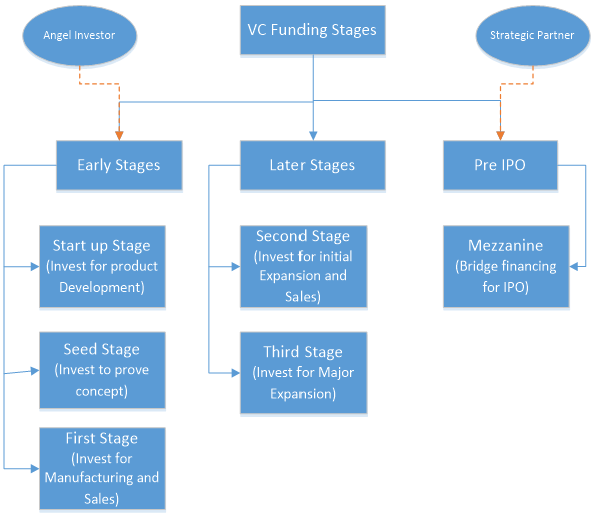 Angel Investor
VC Funding Stages
Strategic Partner
Early Stages
Later Stages
Pre IPO
Start up Stage
(Invest for product
Development)
Seed Stage
(Invest to prove
concept)
First Stage
(Invest for
Manufacturing and
Sales)
Second Stage
(Invest for initial
Expansion and
Sales)
Third Stage
(Invest for Major
Expansion)
Mezzanine
(Bridge financing
for IPO)